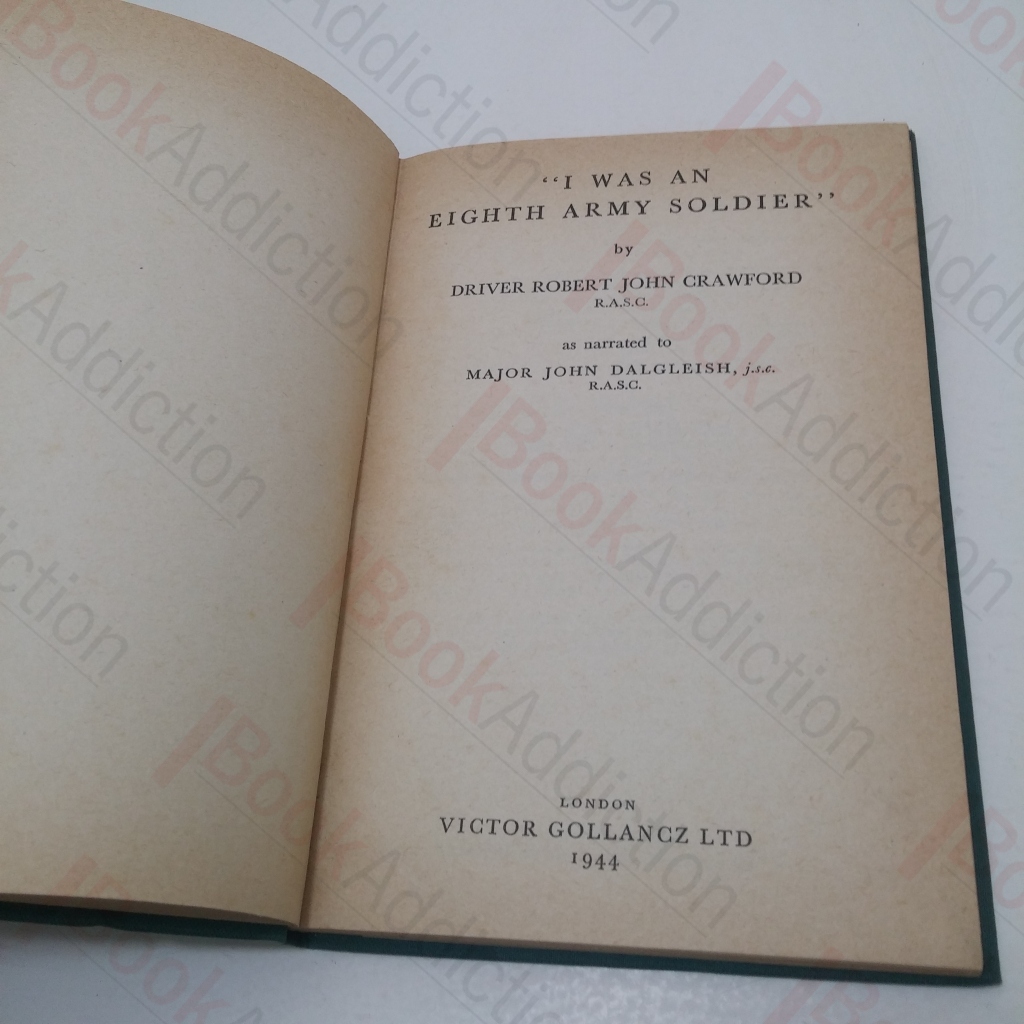 “I WAS AN
EIGHTH ARMY SOLDIER”
by
DRIVER ROBERT JOHN CRAWFORD
R.A.S.C.
as narrated to
MAJOR JOHN DALGLEISH, j.s.c.
R.A.S.C.
LONDON
VICTOR GOLLANCZ LTD
1944
BookAddiction